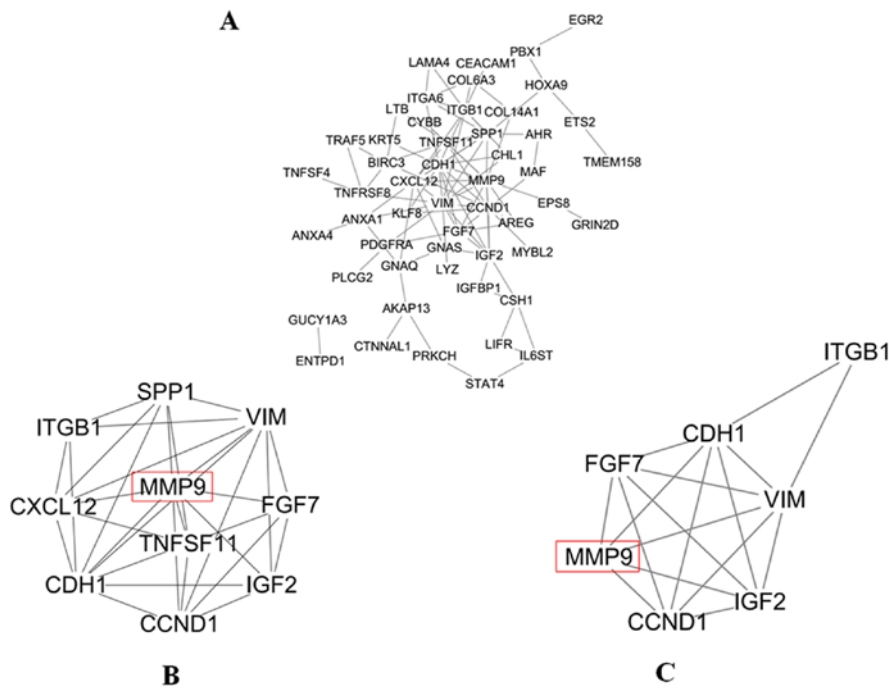 A
EGR2
PBX1
LAMA4 CEACAM1
COL6A3
HOXA9
ITGA6
LTB ITGB1 COL14A1
CYBB ETS2
SPP1 AHR
TRAF5 KRT5 TNFSF11
CHL1 TMEM158
BIRC3 CDH1
TNFSF4 CXCL12 MMP9 MAF
TNFRSF8
VIM CCND1 EPS8
ANXA1 KLF8
AREG GRIN2D
ANXA4 FGF7
PDGFRA GNAS MYBL2
IGF2
PLCG2 GNAQ LYZ
IGFBP1
CSH1
AKAP13
GUCY1A3
CTNNAL1 LIFR
ENTPD1 PRKCH IL6ST
STAT4
SPP1
VIM
ITGB1
MMP9
CXCL12 FGF7
TNFSF11
CDH1 IGF2
CCND1
B
ITGB1
CDH1
FGF7
VIM
MMP9
IGF2
CCND1
C